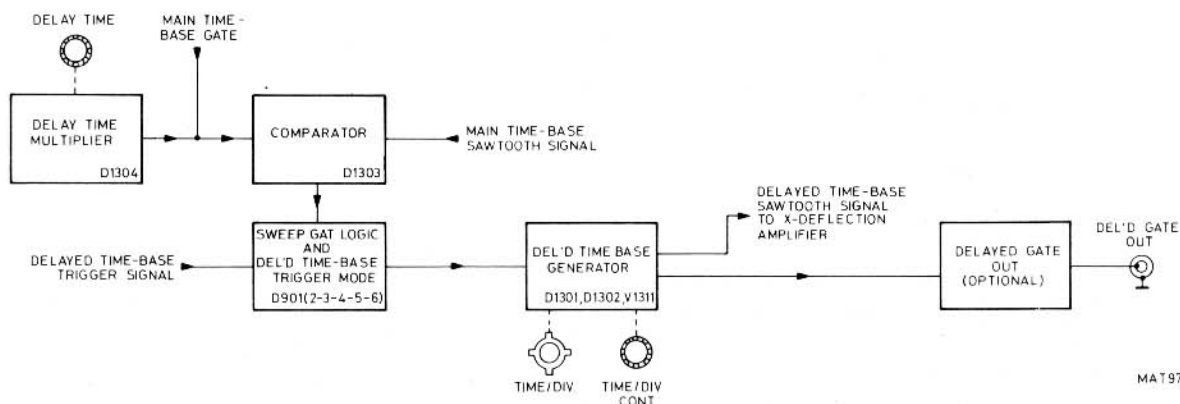 DELAY TIME
MAIN TIME-
BASE GATE
DELAY TIME
MULTIPLIER
D1304
COMPARATOR
D1303
MAIN TIME-BASE
SAWTOOTH SIGNAL
DELAYED TIME-BASE
TRIGGER SIGNAL
SWEEP GAT LOGIC
AND
DEL'D TIME-BASE
TRIGGER MODE
D901(2-3-4-5-6)
DEL'D TIME BASE
GENERATOR
D1301,D1302,V1311
DELAYED TIME-BASE
SAWTOOTH SIGNAL
TO X-DEFLECTION
AMPLIFIER
DELAYED GATE
OUT
(OPTIONAL)
DEL'D GATE
OUT
TIME/DIV
TIME/DIV
CONT
MAT97